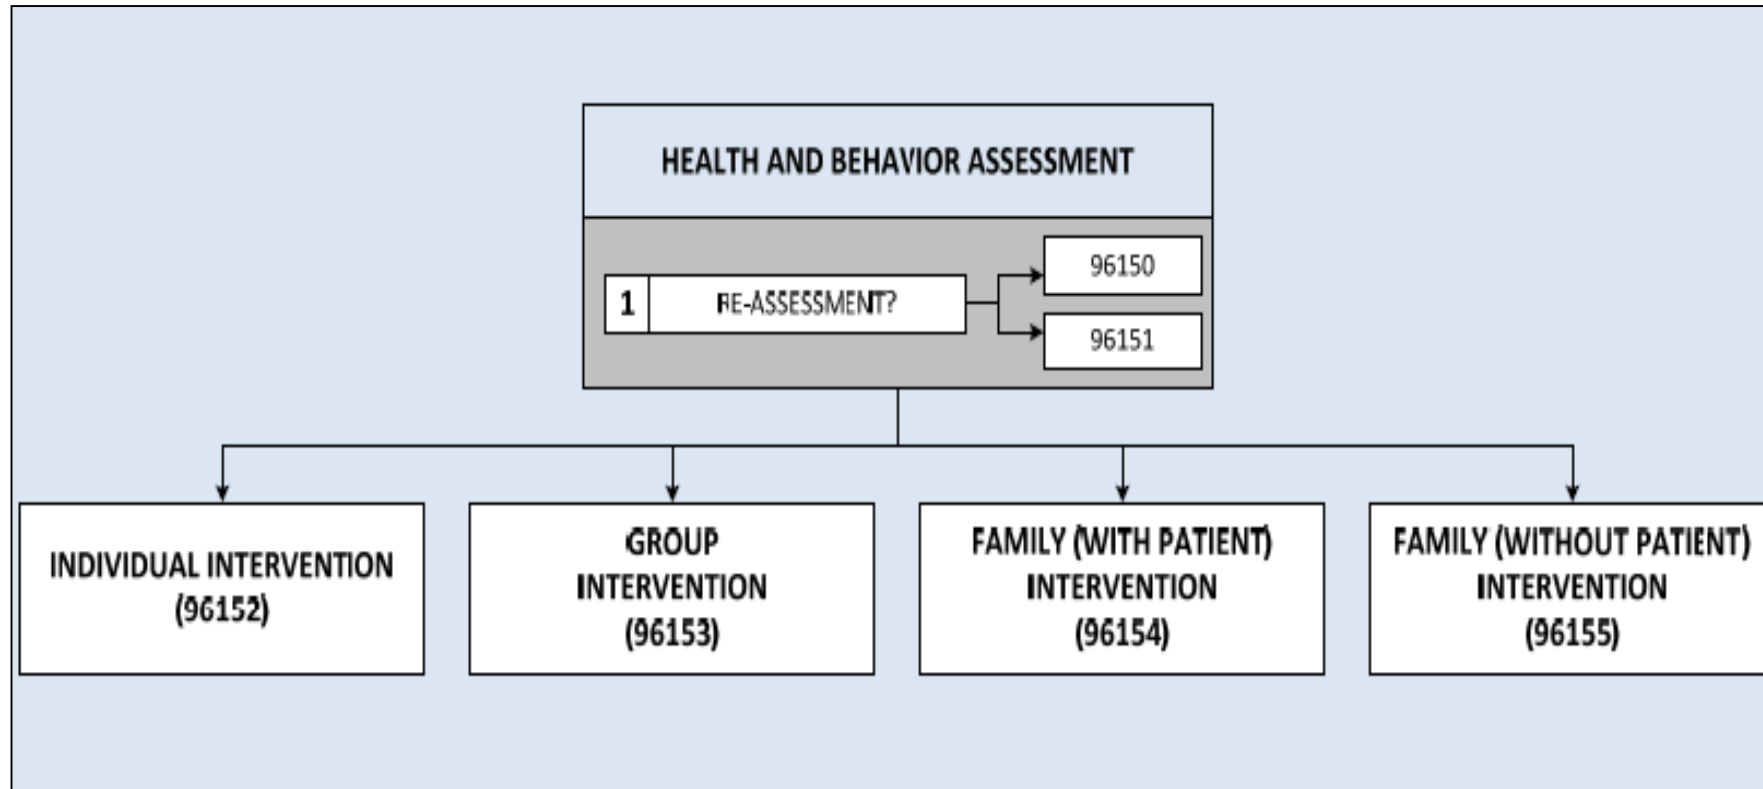 HEALTH AND BEHAVIOR ASSESSMENT
1 RE-ASSESSMENT?
96150
96151
INDIVIDUAL INTERVENTION
(96152)
GROUP
INTERVENTION
(96153)
FAMILY (WITH PATIENT)
INTERVENTION
(96154)
FAMILY (WITHOUT PATIENT)
INTERVENTION
(96155)